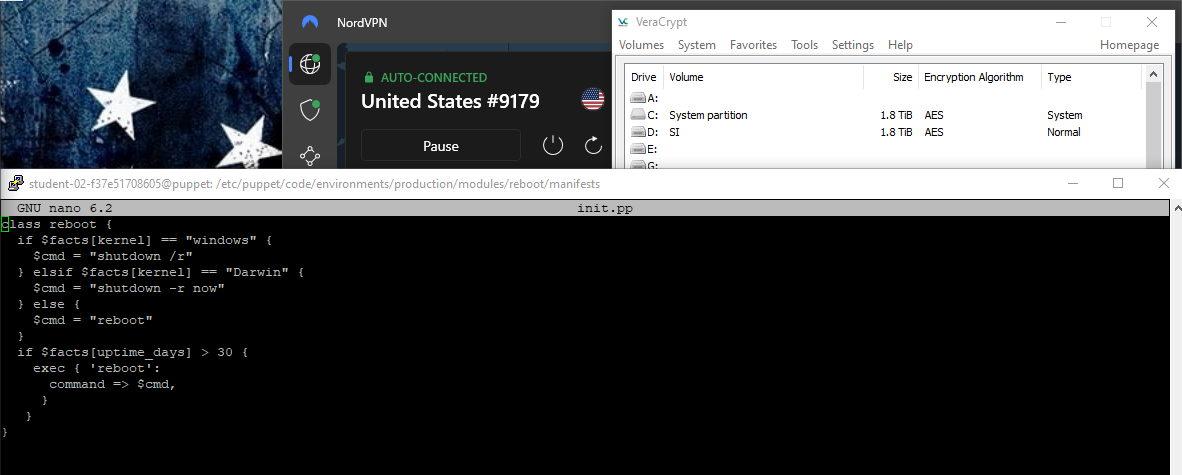 NordVPN
AUTO-CONNECTED
United States #9179
Pause
VeraCrypt
Volumes System Favorites Tools Settings Help Homepage
Drive Volume Size Encryption Algorithm Type
A:
C: System partition 1.8 TiB AES System
D: SI 1.8 TiB AES Normal
E:
G:
student-02-f37e51708605@puppet: /etc/puppet/code/environments/production/modules/reboot/manifests
GNU nano 6.2 init.pp
class reboot {
  if $facts[kernel] == "windows" {
    $cmd = "shutdown /r"
  } elsif $facts[kernel] == "Darwin" {
    $cmd = "shutdown -r now"
  } else {
    $cmd = "reboot"
  }
  if $facts[uptime_days] > 30 {
    exec { 'reboot':
      command => $cmd,
     }
   }
}